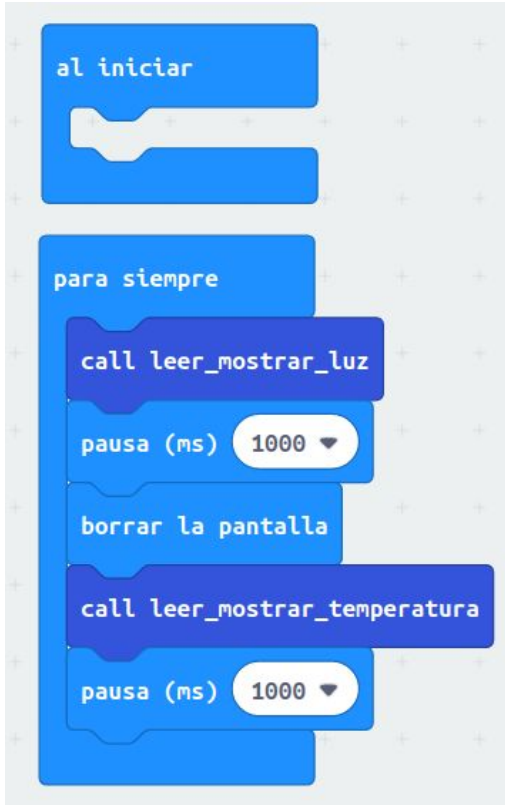 al iniciar
para siempre
call leer_mostrar_luz
pausa (ms) 1000
borrar la pantalla
call leer_mostrar_temperatura
pausa (ms) 1000